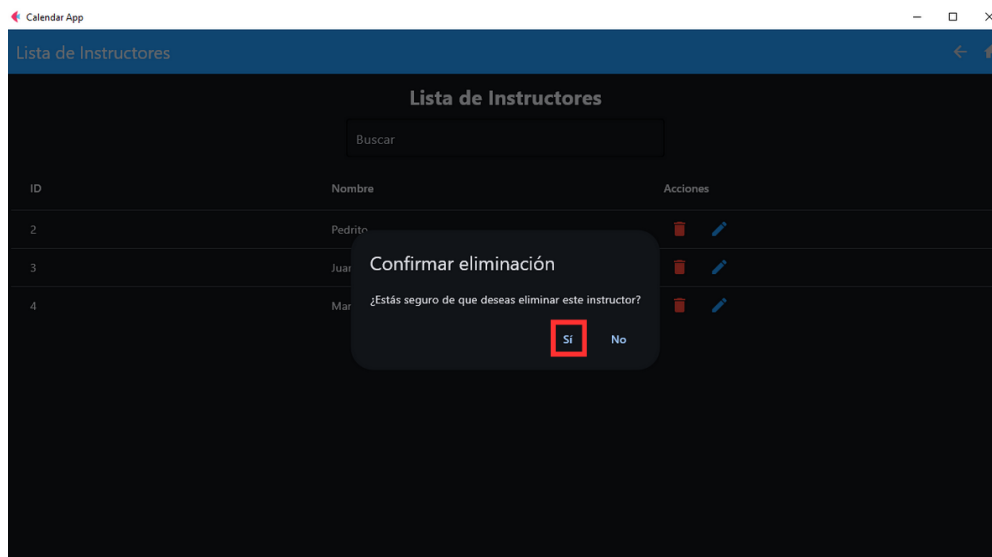 Calendar App
Lista de Instructores
Lista de Instructores
Buscar
ID Nombre Acciones
2 Pedrito
3
4
Confirmar eliminación
¿Estás seguro de que deseas eliminar este instructor?
Sí No